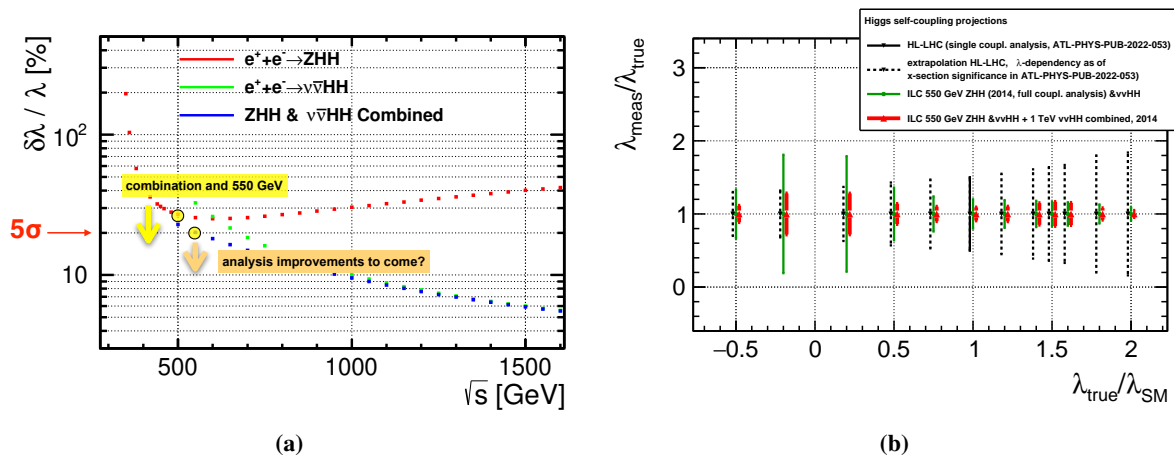 δλ / λ [%]
10²
10
5σ
e⁺+e⁻→ZHH
e⁺+e⁻→νν̄HH
ZHH & νν̄HH Combined
combination and 550 GeV
analysis improvements to come?
500 1000 1500
√s [GeV]
(a)
λmeas/λtrue
3
2
1
0
Higgs self-coupling projections
HL-LHC (single coupl. analysis, ATL-PHYS-PUB-2022-053)
extrapolation HL-LHC, λ-dependency as of
x-section significance in ATL-PHYS-PUB-2022-053)
ILC 550 GeV ZHH (2014, full coupl. analysis) &vvHH
ILC 550 GeV ZHH &vvHH + 1 TeV vvHH combined, 2014
−0.5 0 0.5 1 1.5 2
λtrue/λSM
(b)